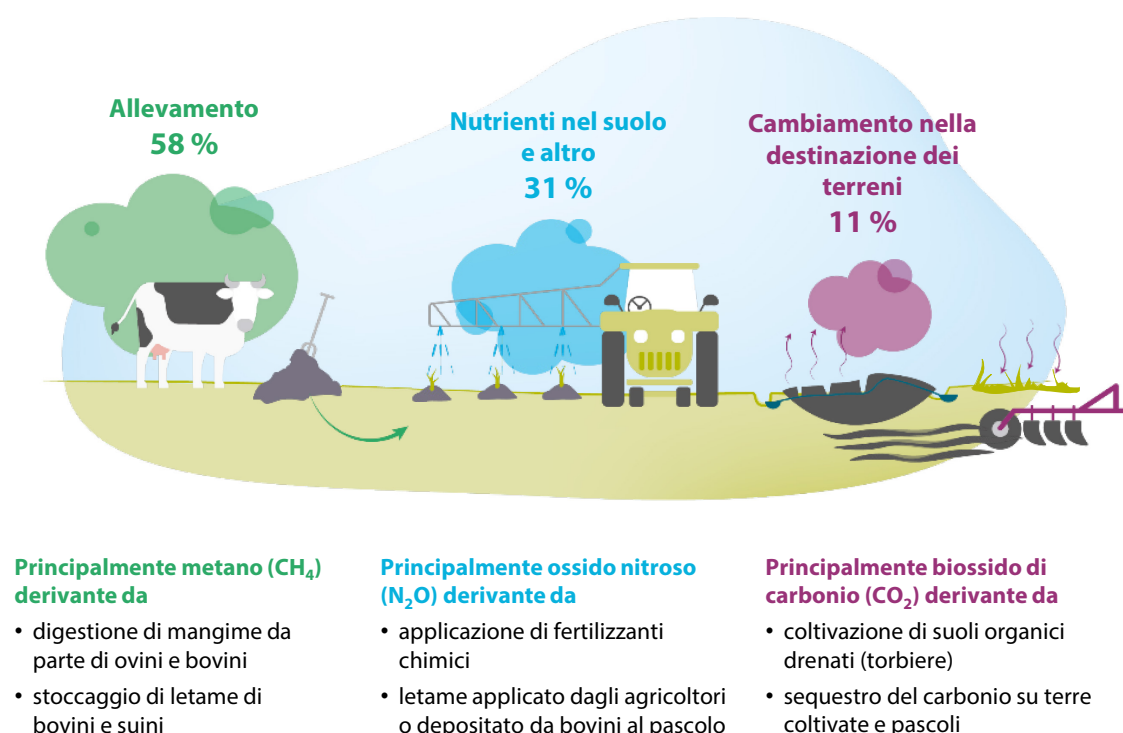 Allevamento
58 %
Nutrienti nel suolo
e altro
31 %
Cambiamento nella
destinazione dei
terreni
11 %
Principalmente metano (CH₄)
derivante da
• digestione di mangime da
parte di ovini e bovini
• stoccaggio di letame di
bovini e suini
Principalmente ossido nitroso
(N₂O) derivante da
• applicazione di fertilizzanti
chimici
• letame applicato dagli agricoltori
o depositato da bovini al pascolo
Principalmente biossido di
carbonio (CO₂) derivante da
• coltivazione di suoli organici
drenati (torbiere)
• sequestro del carbonio su terre
coltivate e pascoli